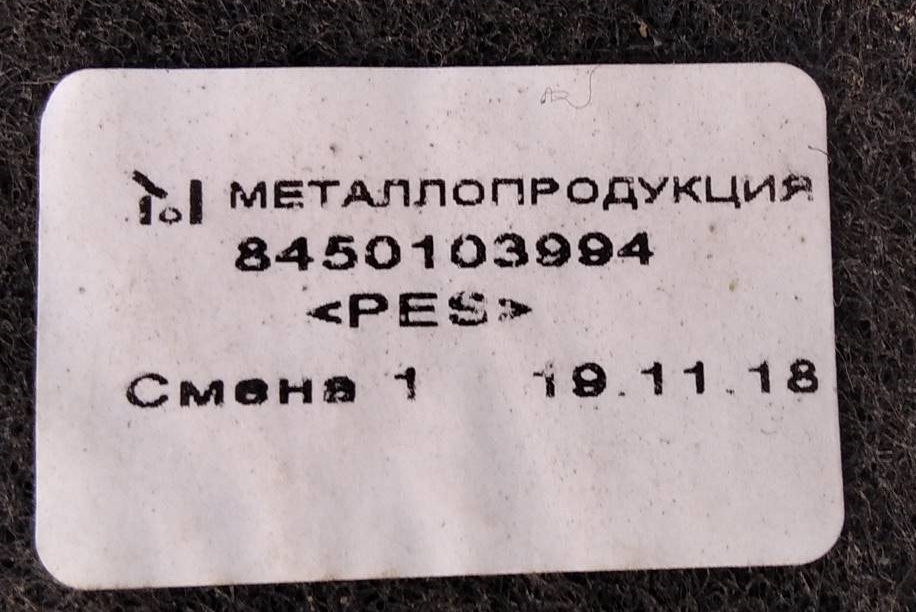 МЕТАЛЛОПРОДУКЦИЯ
8450103994
<PES>
Смена 1 19.11.18